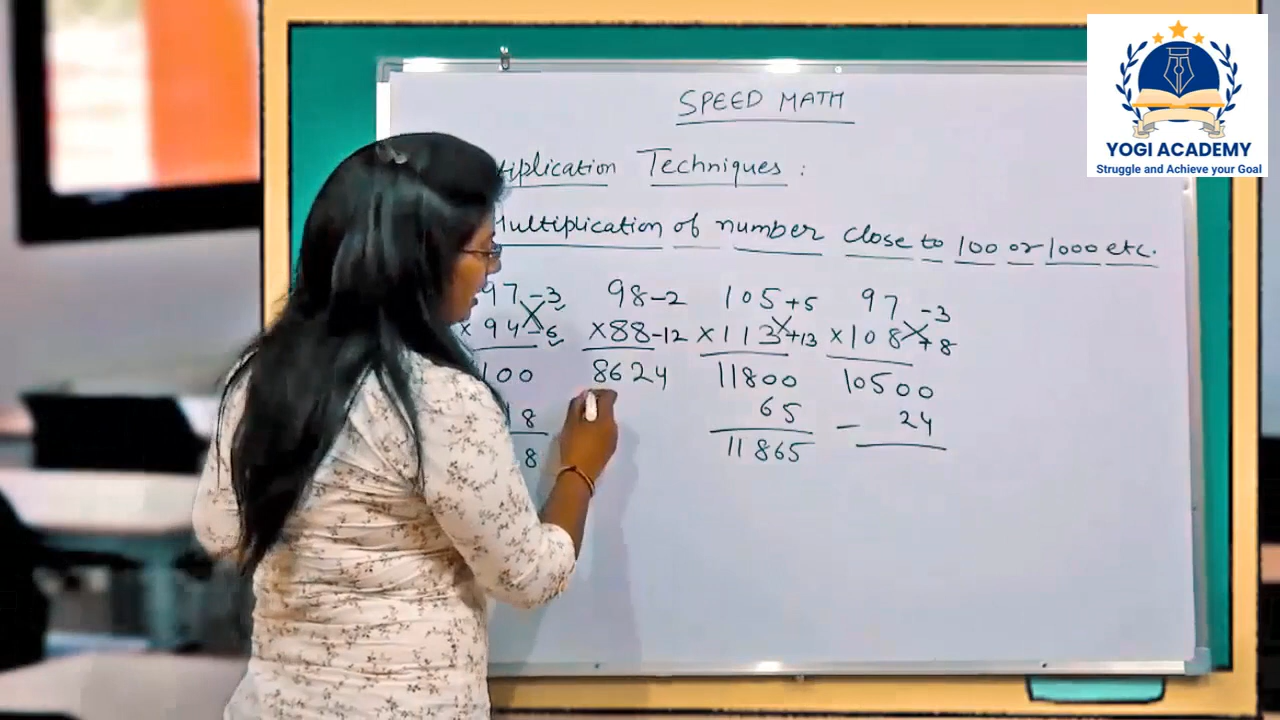 YOGI ACADEMY
Struggle and Achieve your Goal
SPEED MATH
iplication Techniques :
Multiplication of number close to 100 or 1000 etc.
97 -3 98 -2 105 +5 97 -3
× 94 -6 ×88 -12 ×113 +13 ×108 +8
100 8624 11800 10500
18 65 - 24
8 11865